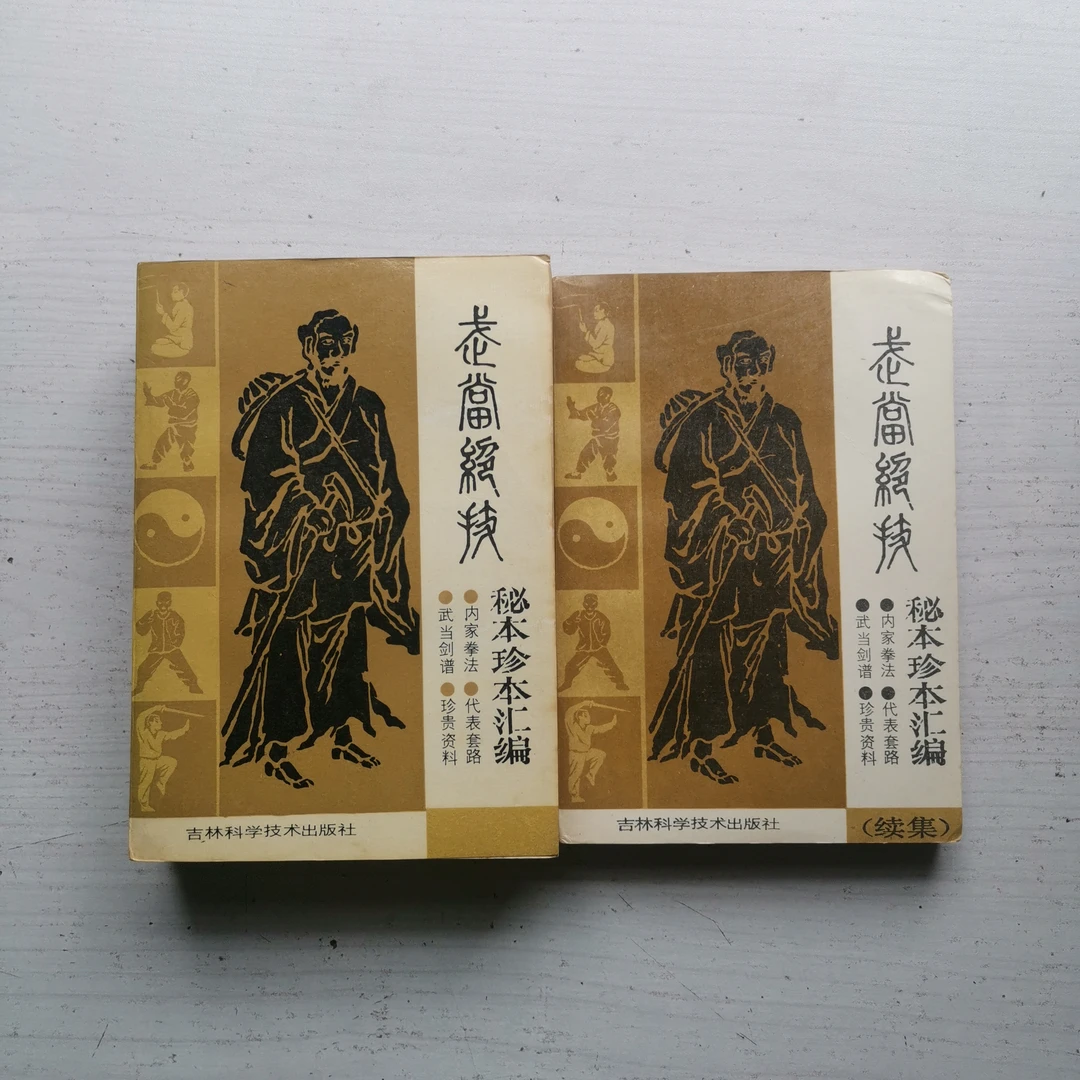 武當絕技
秘本珍本汇编
●内家拳法●代表套路
●武当剑谱●珍贵资料
吉林科学技术出版社
武當絕技
秘本珍本汇编
●内家拳法●代表套路
●武当剑谱●珍贵资料
吉林科学技术出版社
（续集）